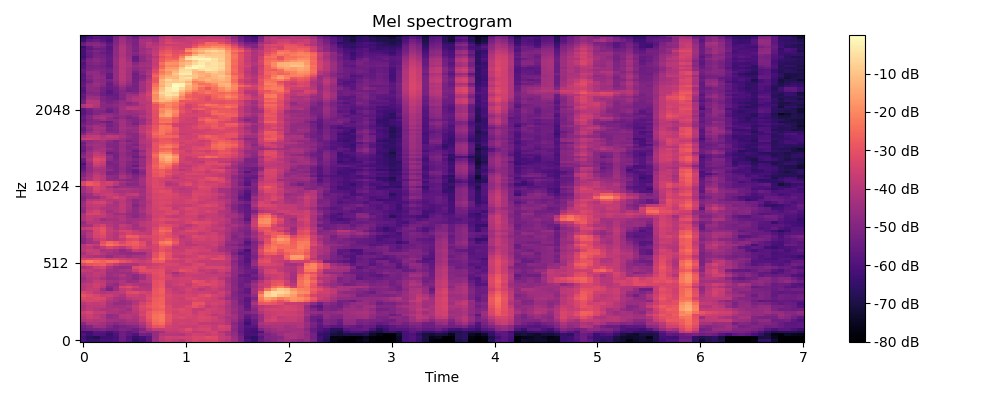 Mel spectrogram
2048
1024
512
0
Hz
0 1 2 3 4 5 6 7
Time
-10 dB
-20 dB
-30 dB
-40 dB
-50 dB
-60 dB
-70 dB
-80 dB